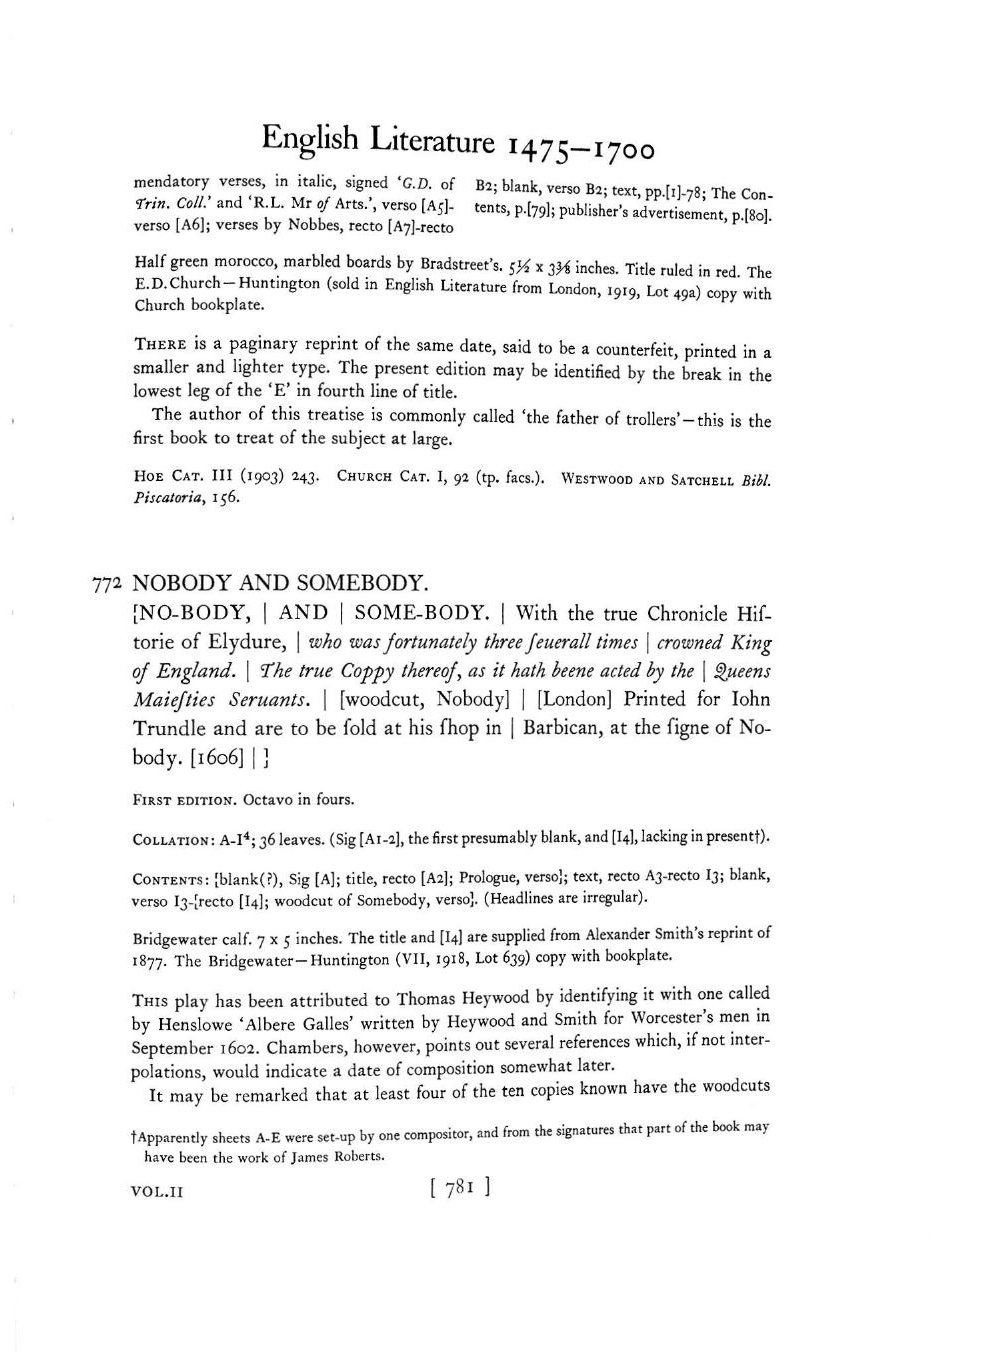 English Literature 1475–1700
mendatory verses, in italic, signed ‘G.D. of
Trin. Coll.’ and ‘R.L. Mr of Arts.’, verso [A5]-
verso [A6]; verses by Nobbes, recto [A7]-recto
B2; blank, verso B2; text, pp.[1]-78; The Con-
tents, p.[79]; publisher's advertisement, p.[80].
Half green morocco, marbled boards by Bradstreet's. 5½ x 3⅜ inches. Title ruled in red. The
E.D.Church—Huntington (sold in English Literature from London, 1919, Lot 49a) copy with
Church bookplate.
THERE is a paginary reprint of the same date, said to be a counterfeit, printed in a
smaller and lighter type. The present edition may be identified by the break in the
lowest leg of the ‘E’ in fourth line of title.
The author of this treatise is commonly called ‘the father of trollers’—this is the
first book to treat of the subject at large.
HOE CAT. III (1903) 243. CHURCH CAT. I, 92 (tp. facs.). WESTWOOD AND SATCHELL Bibl.
Piscatoria, 156.
772 NOBODY AND SOMEBODY.
{NO-BODY, | AND | SOME-BODY. | With the true Chronicle Hiſ-
torie of Elydure, | who was fortunately three ſeuerall times | crowned King
of England. | The true Coppy thereof, as it hath beene acted by the | Queens
Maieſties Seruants. | [woodcut, Nobody] | [London] Printed for Iohn
Trundle and are to be ſold at his ſhop in | Barbican, at the ſigne of No-
body. [1606] | }
FIRST EDITION. Octavo in fours.
COLLATION: A-I⁴; 36 leaves. (Sig [A1-2], the first presumably blank, and [I4], lacking in present†).
CONTENTS: {blank(?), Sig [A]; title, recto [A2]; Prologue, verso}; text, recto A3-recto I3; blank,
verso I3-{recto [I4]; woodcut of Somebody, verso}. (Headlines are irregular).
Bridgewater calf. 7 x 5 inches. The title and [I4] are supplied from Alexander Smith's reprint of
1877. The Bridgewater—Huntington (VII, 1918, Lot 639) copy with bookplate.
THIS play has been attributed to Thomas Heywood by identifying it with one called
by Henslowe ‘Albere Galles’ written by Heywood and Smith for Worcester's men in
September 1602. Chambers, however, points out several references which, if not inter-
polations, would indicate a date of composition somewhat later.
It may be remarked that at least four of the ten copies known have the woodcuts
†Apparently sheets A-E were set-up by one compositor, and from the signatures that part of the book may
have been the work of James Roberts.
VOL.II [ 781 ]